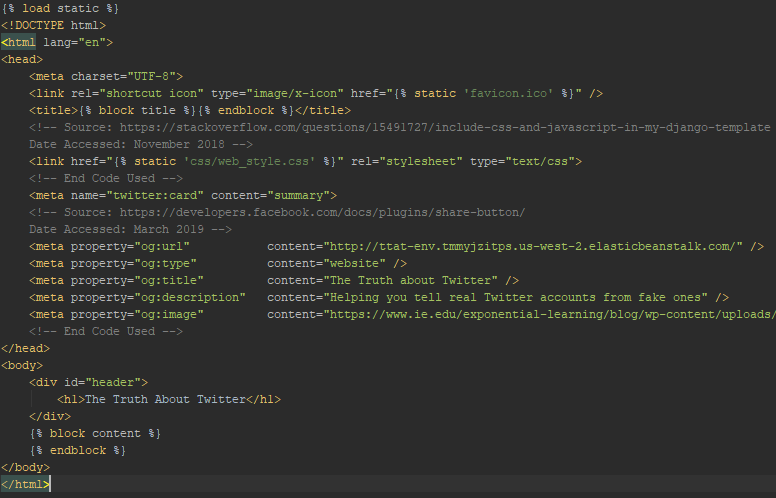 {% load static %}
<!DOCTYPE html>
<html lang="en">
<head>
    <meta charset="UTF-8">
    <link rel="shortcut icon" type="image/x-icon" href="{% static 'favicon.ico' %}" />
    <title>{% block title %}{% endblock %}</title>
    <!-- Source: https://stackoverflow.com/questions/15491727/include-css-and-javascript-in-my-django-template
    Date Accessed: November 2018 -->
    <link href="{% static 'css/web_style.css' %}" rel="stylesheet" type="text/css">
    <!-- End Code Used -->
    <meta name="twitter:card" content="summary">
    <!-- Source: https://developers.facebook.com/docs/plugins/share-button/
    Date Accessed: March 2019 -->
    <meta property="og:url"           content="http://ttat-env.tmmyjzitps.us-west-2.elasticbeanstalk.com/" />
    <meta property="og:type"          content="website" />
    <meta property="og:title"         content="The Truth about Twitter" />
    <meta property="og:description"   content="Helping you tell real Twitter accounts from fake ones" />
    <meta property="og:image"         content="https://www.ie.edu/exponential-learning/blog/wp-content/uploads/
    <!-- End Code Used -->
</head>
<body>
    <div id="header">
        <h1>The Truth About Twitter</h1>
    </div>
    {% block content %}
    {% endblock %}
</body>
</html>